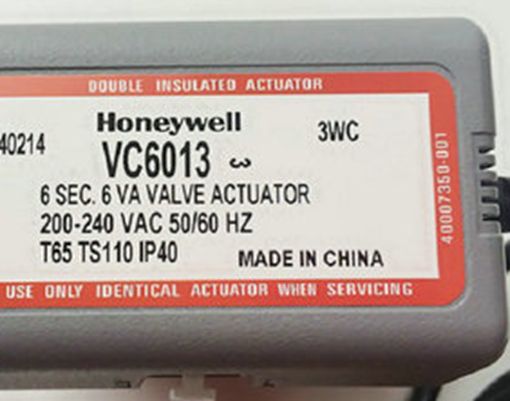 DOUBLE INSULATED ACTUATOR
Honeywell
40214
3WC
VC6013
6 SEC. 6 VA VALVE ACTUATOR
200-240 VAC 50/60 HZ
T65 TS110 IP40
MADE IN CHINA
USE ONLY IDENTICAL ACTUATOR WHEN SERVICING
40007350-001